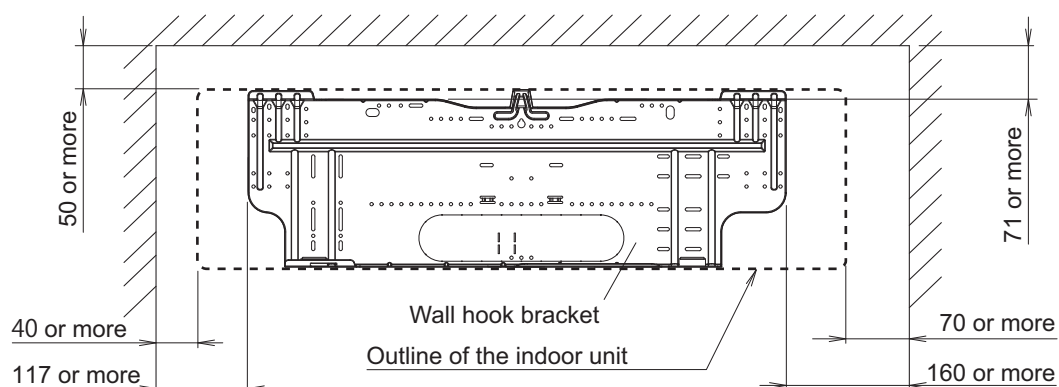 50 or more
71 or more
40 or more
Wall hook bracket
70 or more
Outline of the indoor unit
117 or more
160 or more